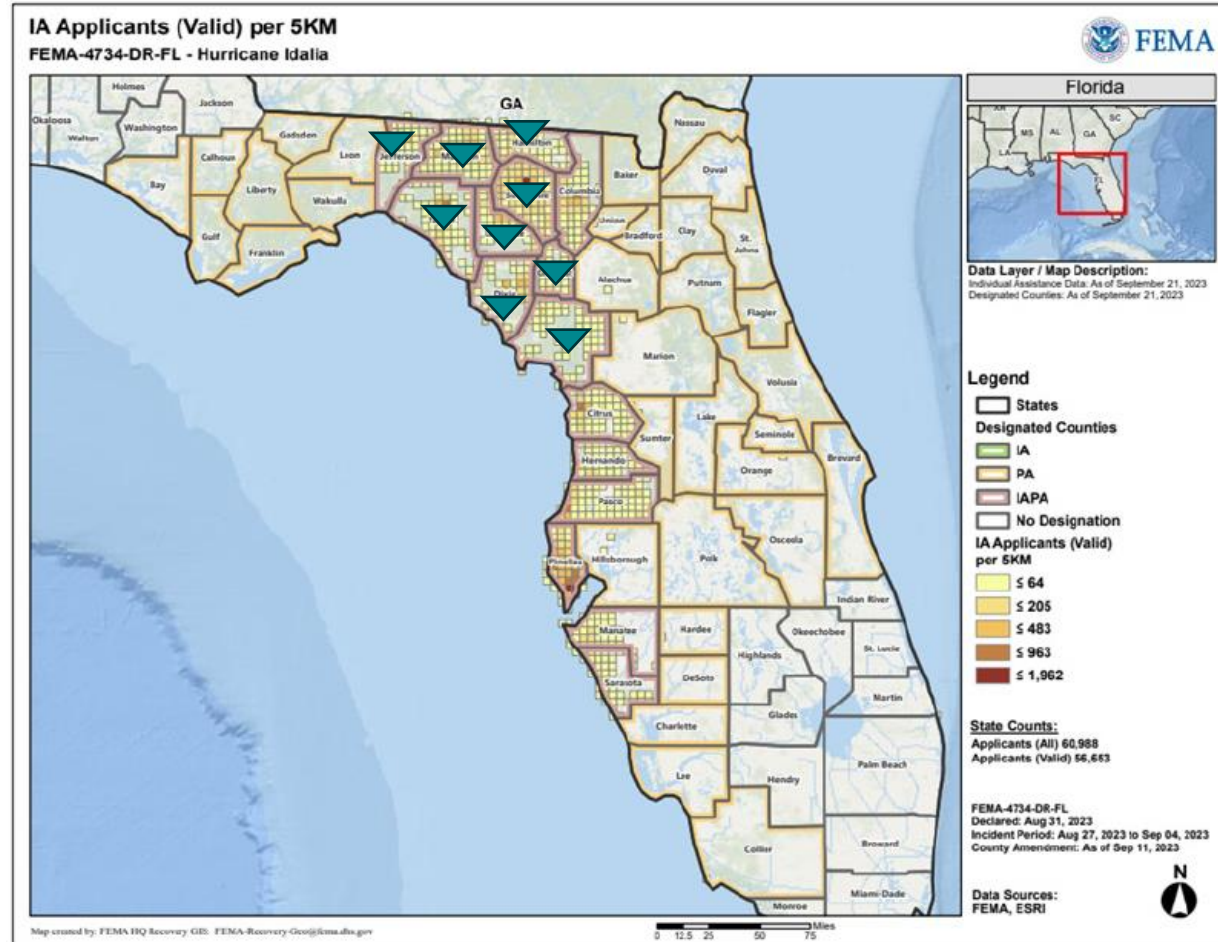 IA Applicants (Valid) per 5KM
FEMA-4734-DR-FL - Hurricane Idalia
FEMA
Florida
MS
AL
GA
SC
LA
FL
Data Layer / Map Description:
Individual Assistance Data: As of September 21, 2023
Designated Counties: As of September 21, 2023
Legend
States
Designated Counties
IA
PA
IAPA
No Designation
IA Applicants (Valid)
per 5KM
≤ 64
≤ 205
≤ 483
≤ 963
≤ 1,962
State Counts:
Applicants (All) 60,988
Applicants (Valid) 56,653
FEMA-4734-DR-FL
Declared: Aug 31, 2023
Incident Period: Aug 27, 2023 to Sep 04, 2023
County Amendment: As of Sep 11, 2023
Data Sources:
FEMA, ESRI
N
GA
Holmes
Jackson
Okaloosa
Walton
Washington
Gadsden
Calhoun
Leon
Jefferson
Hamilton
Nassau
Bay
Liberty
Wakulla
Columbia
Baker
Duval
Gulf
Franklin
Union
Bradford
Clay
St. Johns
Dixie
Alachua
Putnam
Flagler
Marion
Volusia
Citrus
Sumter
Lake
Seminole
Hernando
Orange
Brevard
Pasco
Pinellas
Hillsborough
Polk
Osceola
Indian River
Manatee
Hardee
Okeechobee
Highlands
St. Lucie
Sarasota
DeSoto
Martin
Glades
Charlotte
Palm Beach
Lee
Hendry
Collier
Broward
Miami-Dade
Monroe
Map created by: FEMA HQ Recovery GIS: FEMA-Recovery-Geo@fema.dhs.gov
Miles
0 12.5 25 50 75